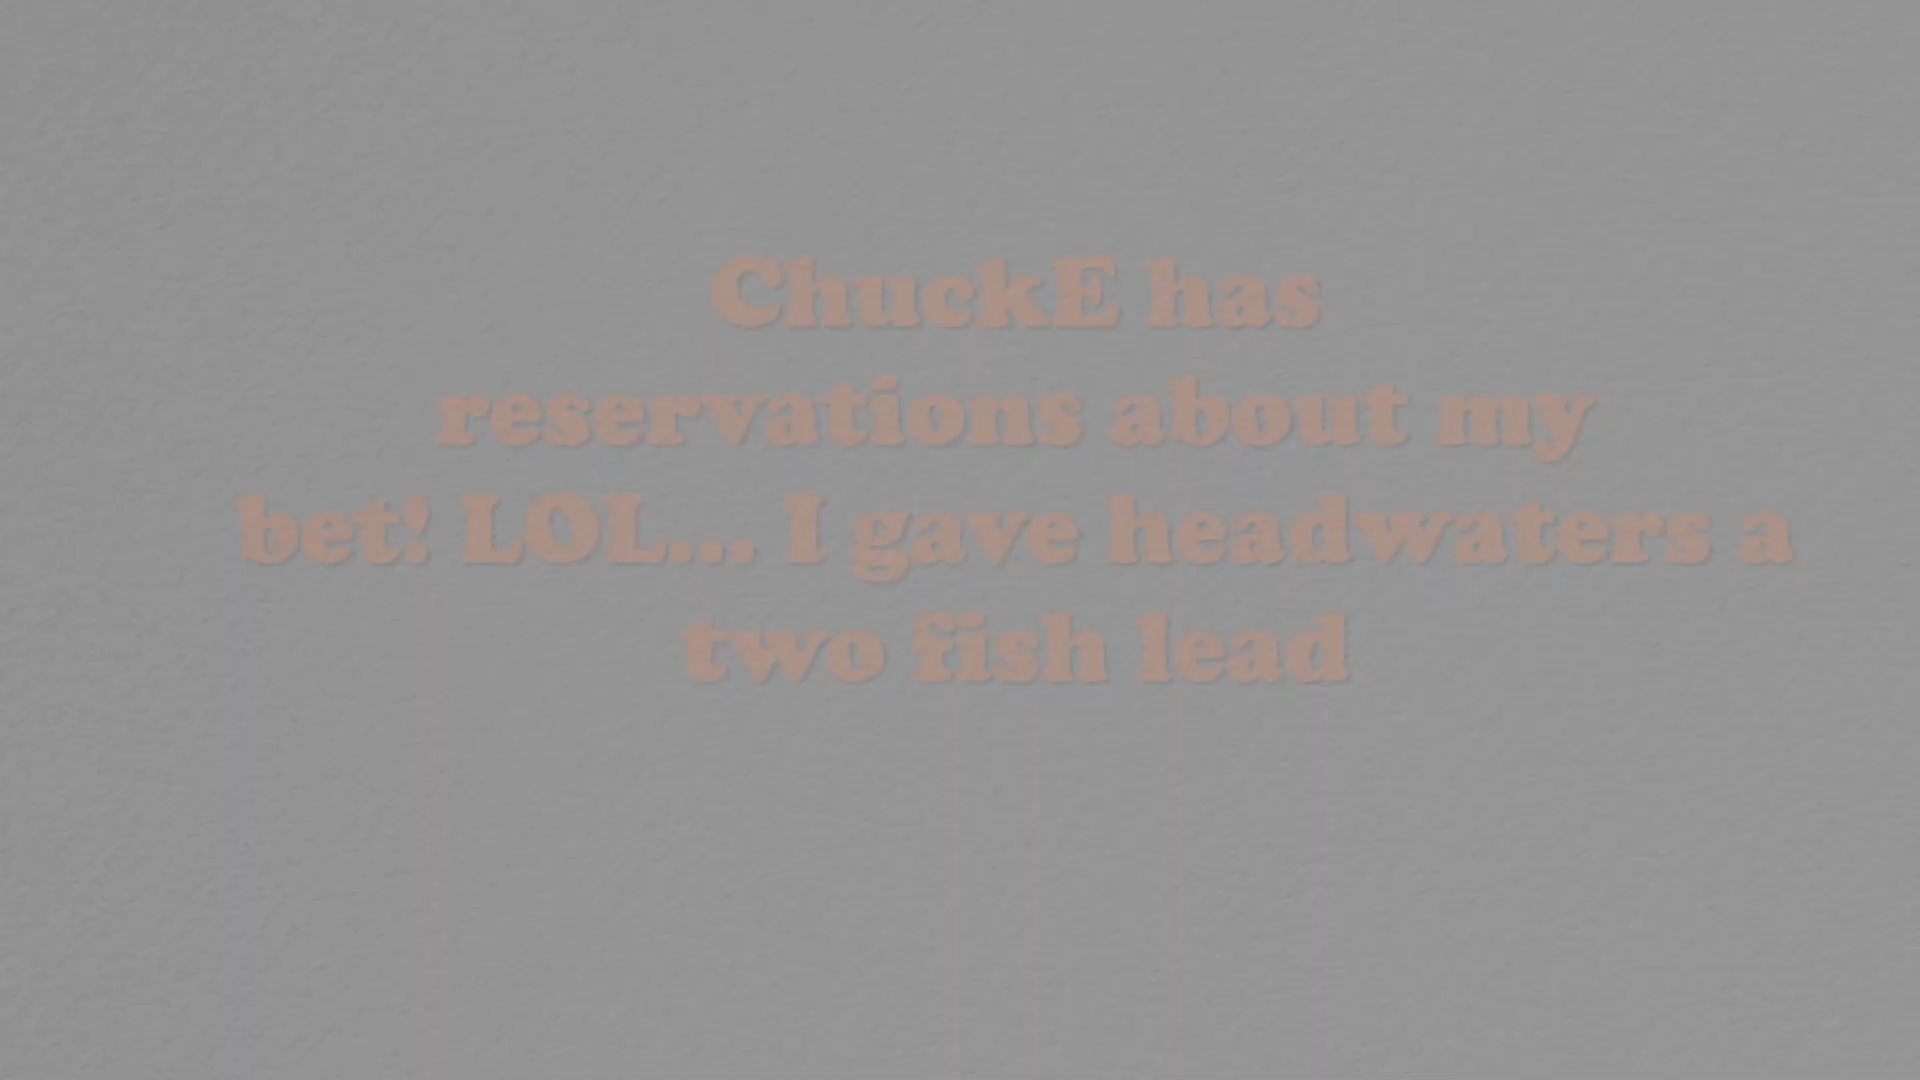 ChuckE has
reservations about my
bet! LOL... I gave headwaters a
two fish lead